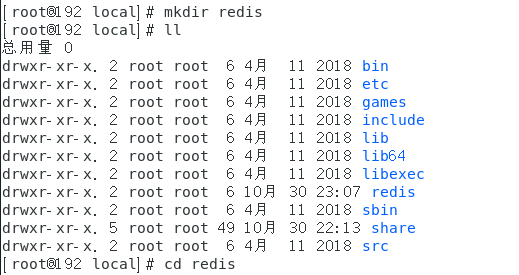 [root@192 local]# mkdir redis
[root@192 local]# ll
总用量 0
drwxr-xr-x. 2 root root  6 4月  11 2018 bin
drwxr-xr-x. 2 root root  6 4月  11 2018 etc
drwxr-xr-x. 2 root root  6 4月  11 2018 games
drwxr-xr-x. 2 root root  6 4月  11 2018 include
drwxr-xr-x. 2 root root  6 4月  11 2018 lib
drwxr-xr-x. 2 root root  6 4月  11 2018 lib64
drwxr-xr-x. 2 root root  6 4月  11 2018 libexec
drwxr-xr-x. 2 root root  6 10月 30 23:07 redis
drwxr-xr-x. 2 root root  6 4月  11 2018 sbin
drwxr-xr-x. 5 root root 49 10月 30 22:13 share
drwxr-xr-x. 2 root root  6 4月  11 2018 src
[root@192 local]# cd redis